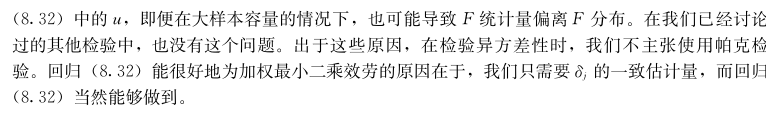 (8.32) 中的 u，即便在大样本容量的情况下，也可能导致 F 统计量偏离 F 分布。在我们已经讨论
过的其他检验中，也没有这个问题。出于这些原因，在检验异方差性时，我们不主张使用帕克检
验。回归 (8.32) 能很好地为加权最小二乘效劳的原因在于，我们只需要 δⱼ 的一致估计量，而回归
(8.32) 当然能够做到。